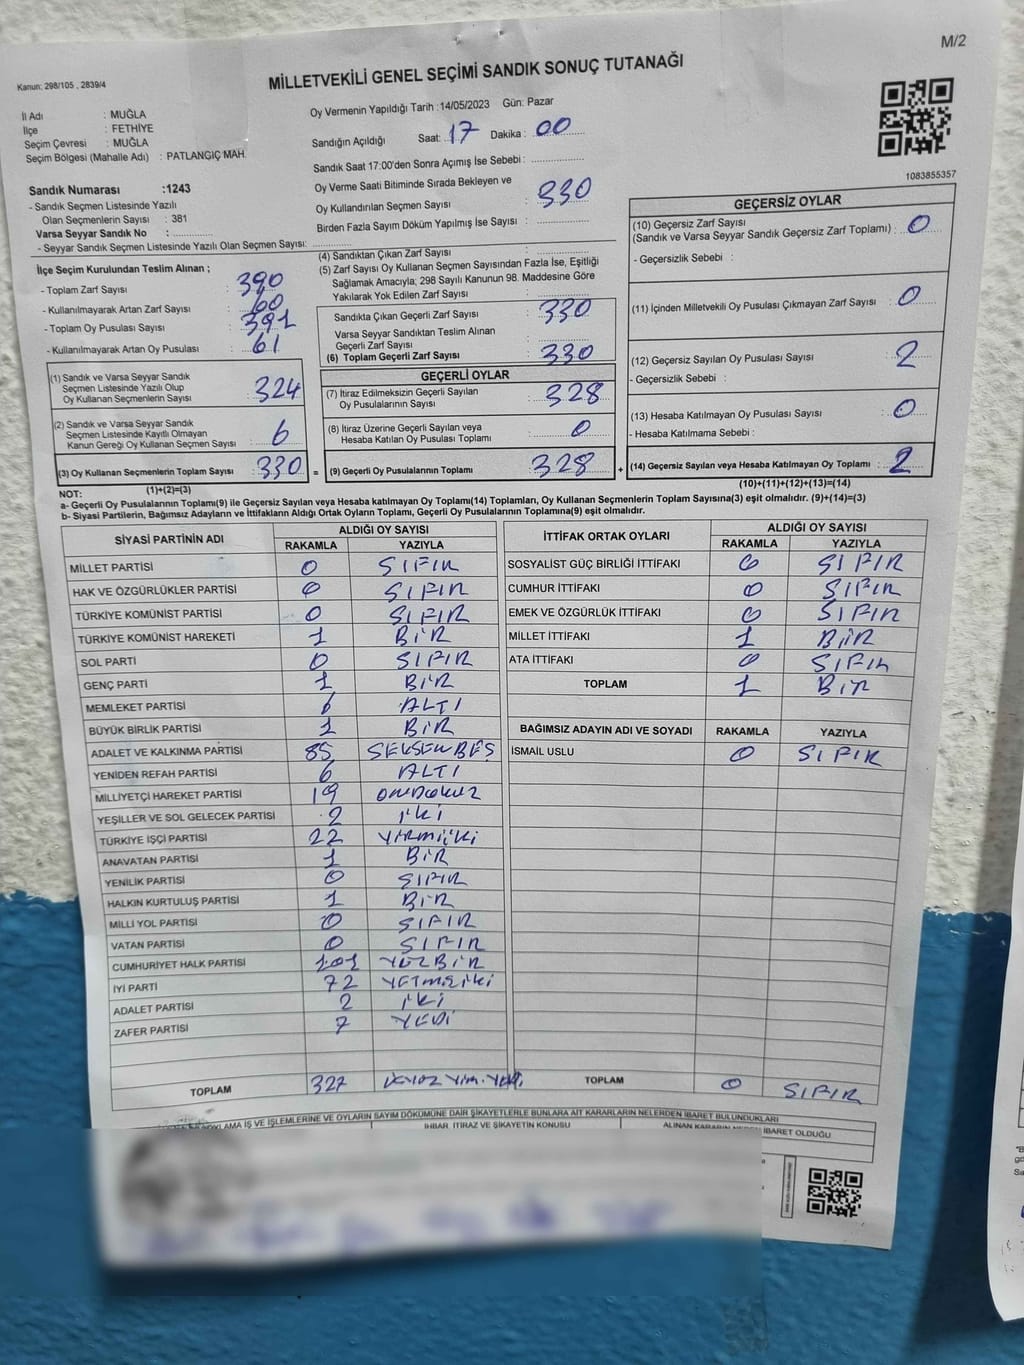 M/2
Kanun: 298/105 , 2839/4
MİLLETVEKİLİ GENEL SEÇİMİ SANDIK SONUÇ TUTANAĞI
İl Adı : MUĞLA
İlçe : FETHİYE
Seçim Çevresi : MUĞLA
Seçim Bölgesi (Mahalle Adı) : PATLANGIÇ MAH.
Sandık Numarası :1243
- Sandık Seçmen Listesinde Yazılı
Olan Seçmenlerin Sayısı : 381
Varsa Seyyar Sandık No :
- Seyyar Sandık Seçmen Listesinde Yazılı Olan Seçmen Sayısı:
Oy Vermenin Yapıldığı Tarih :14/05/2023 Gün: Pazar
Sandığın Açıldığı Saat: 17 Dakika : 00
Sandık Saat 17:00'den Sonra Açımış İse Sebebi :
Oy Verme Saati Bitiminde Sırada Bekleyen ve
Oy Kullandırılan Seçmen Sayısı : 330
Birden Fazla Sayım Döküm Yapılmış İse Sayısı :
1083855357
İlçe Seçim Kurulundan Teslim Alınan ;
- Toplam Zarf Sayısı : 390
- Kullanılmayarak Artan Zarf Sayısı : 60
- Toplam Oy Pusulası Sayısı : 391
- Kullanılmayarak Artan Oy Pusulası : 61
(4) Sandıktan Çıkan Zarf Sayısı :
(5) Zarf Sayısı Oy Kullanan Seçmen Sayısından Fazla İse, Eşitliği
Sağlamak Amacıyla; 298 Sayılı Kanunun 98. Maddesine Göre
Yakılarak Yok Edilen Zarf Sayısı :
Sandıkta Çıkan Geçerli Zarf Sayısı : 330
Varsa Seyyar Sandıktan Teslim Alınan
Geçerli Zarf Sayısı :
(6) Toplam Geçerli Zarf Sayısı : 330
GEÇERSİZ OYLAR
(10) Geçersiz Zarf Sayısı
(Sandık ve Varsa Seyyar Sandık Geçersiz Zarf Toplamı) : 0
- Geçersizlik Sebebi :
(11) İçinden Milletvekili Oy Pusulası Çıkmayan Zarf Sayısı : 0
(12) Geçersiz Sayılan Oy Pusulası Sayısı : 2
- Geçersizlik Sebebi :
(13) Hesaba Katılmayan Oy Pusulası Sayısı : 0
- Hesaba Katılmama Sebebi :
(14) Geçersiz Sayılan veya Hesaba Katılmayan Oy Toplamı : 2
(10)+(11)+(12)+(13)=(14)
(1) Sandık ve Varsa Seyyar Sandık
Seçmen Listesinde Yazılı Olup
Oy Kullanan Seçmenlerin Sayısı : 324
(2) Sandık ve Varsa Seyyar Sandık
Seçmen Listesinde Kayıtlı Olmayan
Kanun Gereği Oy Kullanan Seçmen Sayısı : 6
(3) Oy Kullanan Seçmenlerin Toplam Sayısı : 330 =
(1)+(2)=(3)
GEÇERLİ OYLAR
(7) İtiraz Edilmeksizin Geçerli Sayılan
Oy Pusulalarının Sayısı : 328
(8) İtiraz Üzerine Geçerli Sayılan veya
Hesaba Katılan Oy Pusulası Toplamı : 0
(9) Geçerli Oy Pusulalarının Toplamı : 328 +
NOT:
a- Geçerli Oy Pusulalarının Toplamı(9) ile Geçersiz Sayılan veya Hesaba katılmayan Oy Toplamı(14) Toplamları, Oy Kullanan Seçmenlerin Toplam Sayısına(3) eşit olmalıdır. (9)+(14)=(3)
b- Siyasi Partilerin, Bağımsız Adayların ve İttifakların Aldığı Ortak Oyların Toplamı, Geçerli Oy Pusulalarının Toplamına(9) eşit olmalıdır.
SİYASİ PARTİNİN ADI ALDIĞI OY SAYISI
RAKAMLA YAZIYLA
MİLLET PARTİSİ 0 SIFIR
HAK VE ÖZGÜRLÜKLER PARTİSİ 0 SIFIR
TÜRKİYE KOMÜNİST PARTİSİ 0 SIFIR
TÜRKİYE KOMÜNİST HAREKETİ 1 BİR
SOL PARTİ 0 SIFIR
GENÇ PARTİ 1 BİR
MEMLEKET PARTİSİ 6 ALTI
BÜYÜK BİRLİK PARTİSİ 1 BİR
ADALET VE KALKINMA PARTİSİ 85 SEKSEN BEŞ
YENİDEN REFAH PARTİSİ 6 ALTI
MİLLİYETÇİ HAREKET PARTİSİ 19 ONDOKUZ
YEŞİLLER VE SOL GELECEK PARTİSİ 2 İKİ
TÜRKİYE İŞÇİ PARTİSİ 22 YİRMİİKİ
ANAVATAN PARTİSİ 1 BİR
YENİLİK PARTİSİ 0 SIFIR
HALKIN KURTULUŞ PARTİSİ 1 BİR
MİLLİ YOL PARTİSİ 0 SIFIR
VATAN PARTİSİ 0 SIFIR
CUMHURİYET HALK PARTİSİ 101 YÜZBİR
İYİ PARTİ 72 YETMİŞİKİ
ADALET PARTİSİ 2 İKİ
ZAFER PARTİSİ 7 YEDİ
TOPLAM 327
İTTİFAK ORTAK OYLARI ALDIĞI OY SAYISI
RAKAMLA YAZIYLA
SOSYALİST GÜÇ BİRLİĞİ İTTİFAKI 0 SIFIR
CUMHUR İTTİFAKI 0 SIFIR
EMEK VE ÖZGÜRLÜK İTTİFAKI 0 SIFIR
MİLLET İTTİFAKI 1 BİR
ATA İTTİFAKI 0 SIFIR
TOPLAM 1 BİR
BAĞIMSIZ ADAYIN ADI VE SOYADI RAKAMLA YAZIYLA
İSMAİL USLU 0 SIFIR
TOPLAM 0 SIFIR
İŞ VE İŞLEMLERİNE VE OYLARIN SAYIM DÖKÜMÜNE DAİR ŞİKAYETLERLE BUNLARA AİT KARARLARIN NELERDEN İBARET BULUNDUKLARI
İHBAR, İTİRAZ VE ŞİKAYETİN KONUSU
ALINAN KARARIN NEDEN İBARET OLDUĞU